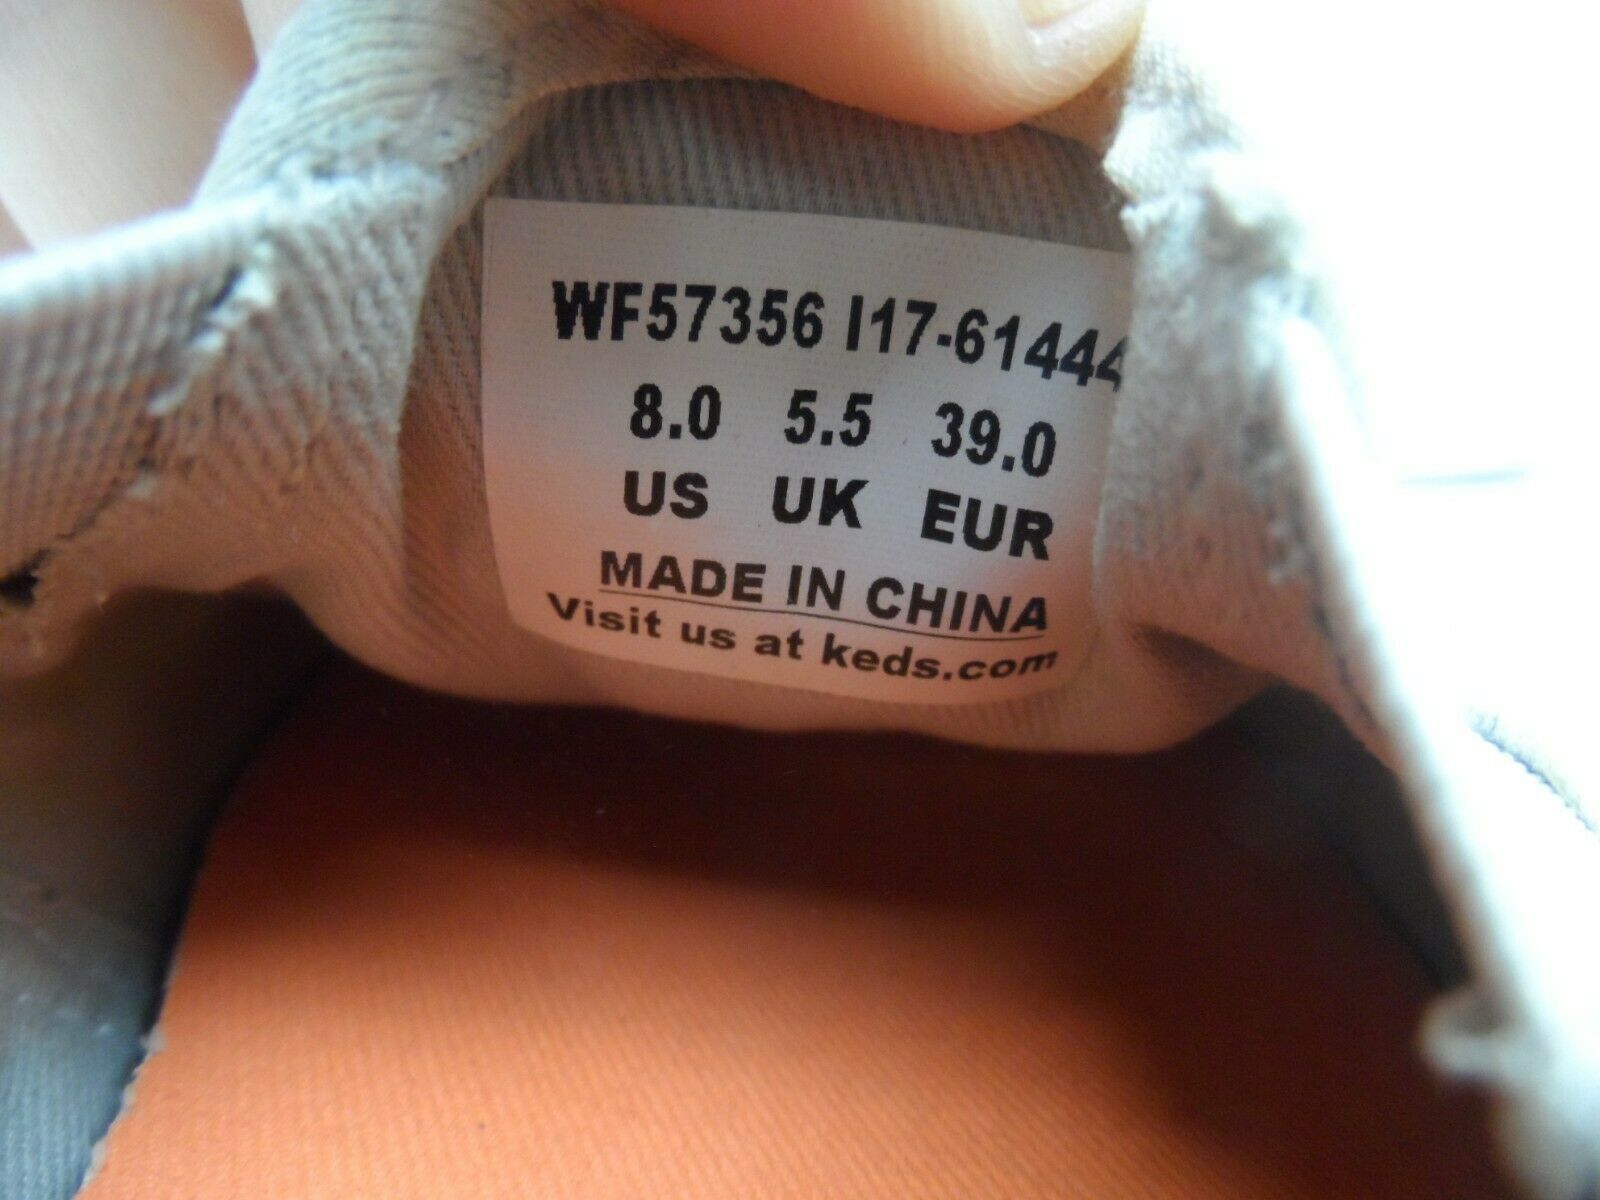 WF57356 I17-61444
8.0 5.5 39.0
US UK EUR
MADE IN CHINA
Visit us at keds.com